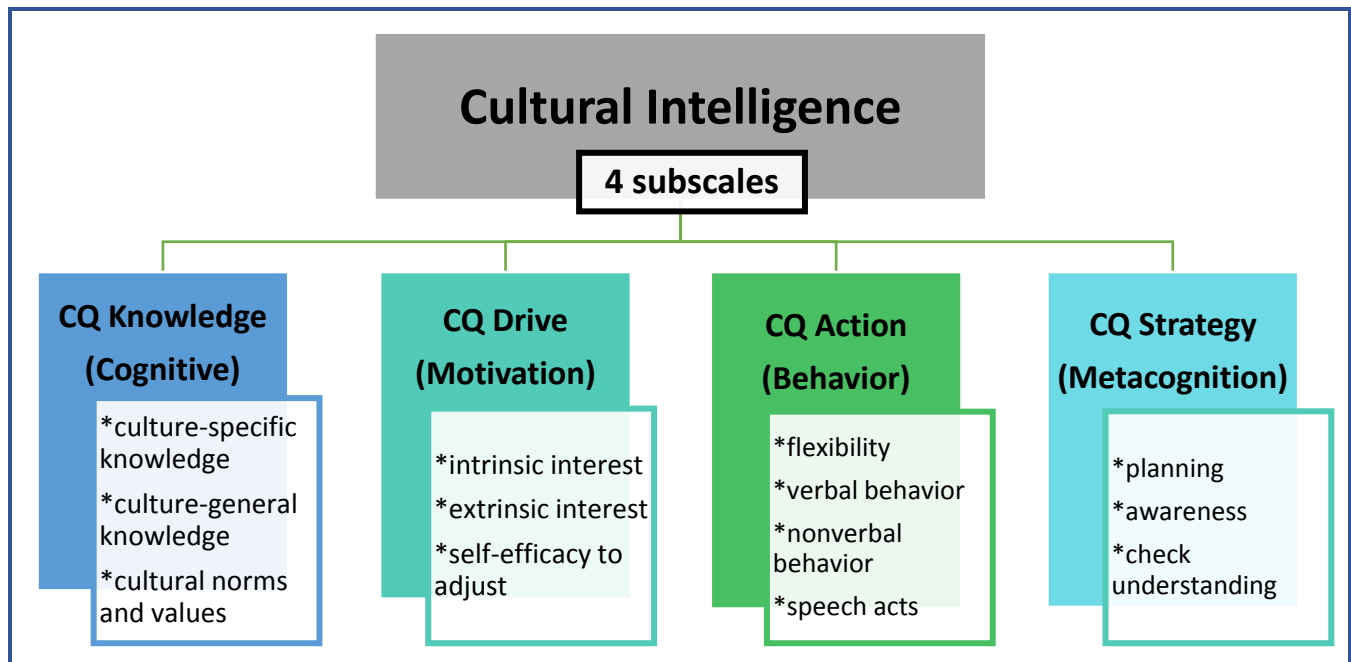 Cultural Intelligence
4 subscales
CQ Knowledge
(Cognitive)
*culture-specific
knowledge
*culture-general
knowledge
*cultural norms
and values
CQ Drive
(Motivation)
*intrinsic interest
*extrinsic interest
*self-efficacy to
adjust
CQ Action
(Behavior)
*flexibility
*verbal behavior
*nonverbal
behavior
*speech acts
CQ Strategy
(Metacognition)
*planning
*awareness
*check
understanding